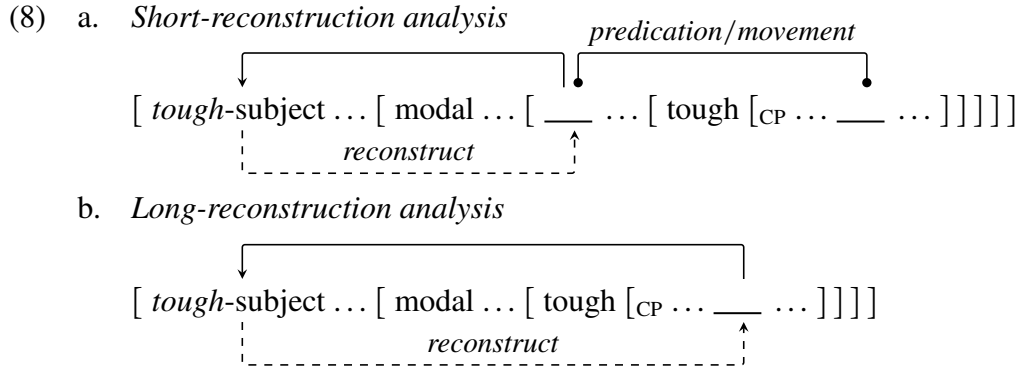 (8) a. Short-reconstruction analysis
predication/movement
[ tough-subject … [ modal … [ ___ … [ tough [CP … ___ … ] ] ] ] ]
reconstruct
b. Long-reconstruction analysis
[ tough-subject … [ modal … [ tough [CP … ___ … ] ] ] ]
reconstruct